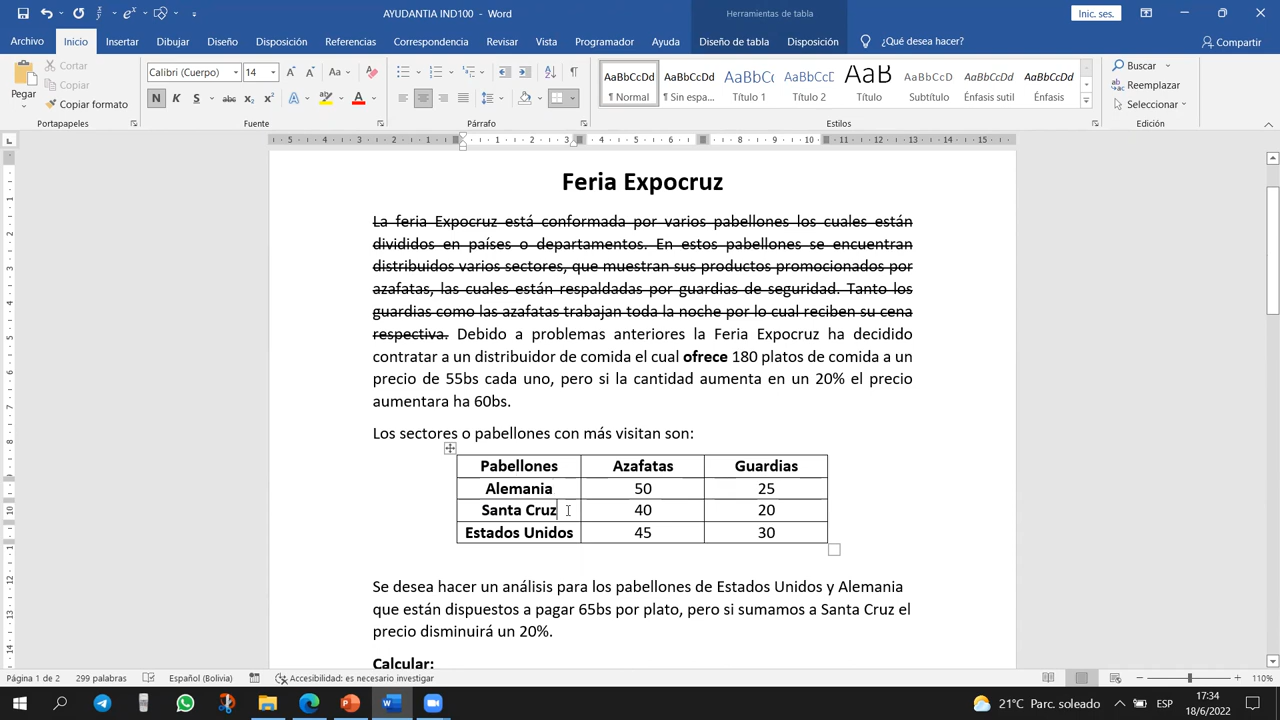 AYUDANTIA IND100 - Word
Herramientas de tabla
Inic. ses.
Archivo Inicio Insertar Dibujar Diseño Disposición Referencias Correspondencia Revisar Vista Programador Ayuda Diseño de tabla Disposición ¿Qué desea hacer? Compartir
Pegar
Cortar
Copiar
Copiar formato
Portapapeles
Calibri (Cuerpo) 14
Fuente
Párrafo
AaBbCcDd AaBbCcDd AaBbCc AaBbCcD AaB AaBbCcD AaBbCcDd AaBbCcDd
¶ Normal ¶ Sin espa... Título 1 Título 2 Título Subtítulo Énfasis sutil Énfasis
Estilos
Buscar
Reemplazar
Seleccionar
Edición
Feria Expocruz
La feria Expocruz está conformada por varios pabellones los cuales están
divididos en países o departamentos. En estos pabellones se encuentran
distribuidos varios sectores, que muestran sus productos promocionados por
azafatas, las cuales están respaldadas por guardias de seguridad. Tanto los
guardias como las azafatas trabajan toda la noche por lo cual reciben su cena
respectiva. Debido a problemas anteriores la Feria Expocruz ha decidido
contratar a un distribuidor de comida el cual ofrece 180 platos de comida a un
precio de 55bs cada uno, pero si la cantidad aumenta en un 20% el precio
aumentara ha 60bs.
Los sectores o pabellones con más visitan son:
Pabellones Azafatas Guardias
Alemania 50 25
Santa Cruz 40 20
Estados Unidos 45 30
Se desea hacer un análisis para los pabellones de Estados Unidos y Alemania
que están dispuestos a pagar 65bs por plato, pero si sumamos a Santa Cruz el
precio disminuirá un 20%.
Calcular:
Página 1 de 2 299 palabras Español (Bolivia) Accesibilidad: es necesario investigar 110%
21°C Parc. soleado ESP 17:34
18/6/2022